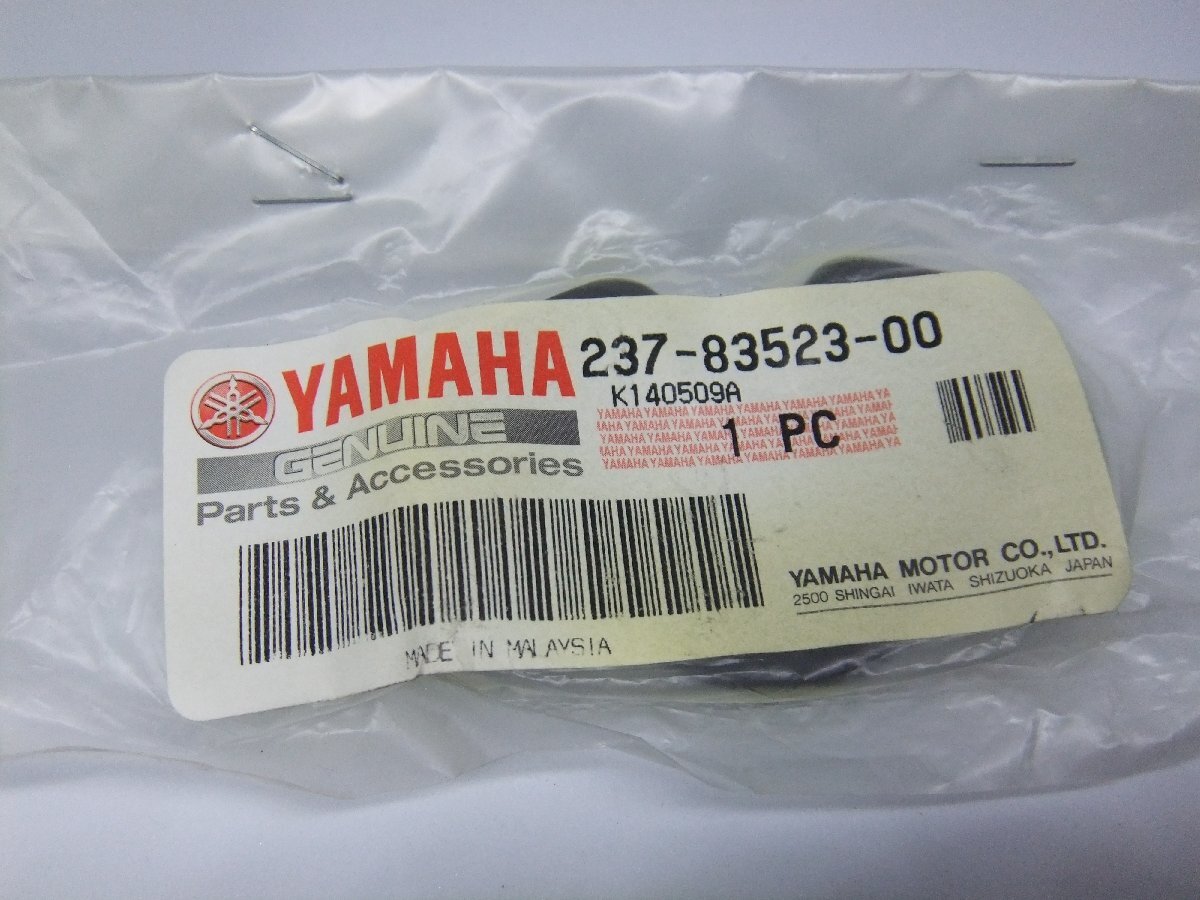 YAMAHA 237-83523-00
K140509A
GENUINE
1 PC
Parts & Accessories
YAMAHA MOTOR CO.,LTD.
2500 SHINGAI IWATA SHIZUOKA JAPAN
MADE IN MALAYSIA